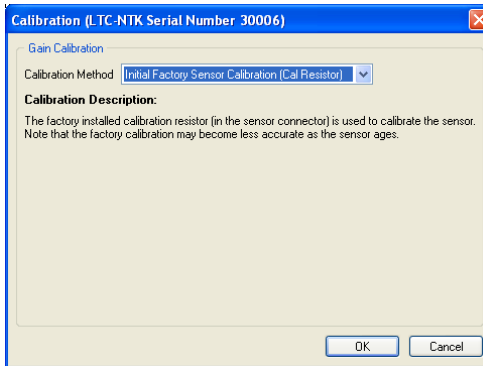 Calibration (LTC-NTK Serial Number 30006)
Gain Calibration
Calibration Method Initial Factory Sensor Calibration (Cal Resistor)
Calibration Description:
The factory installed calibration resistor (in the sensor connector) is used to calibrate the sensor.
Note that the factory calibration may become less accurate as the sensor ages.
OK Cancel